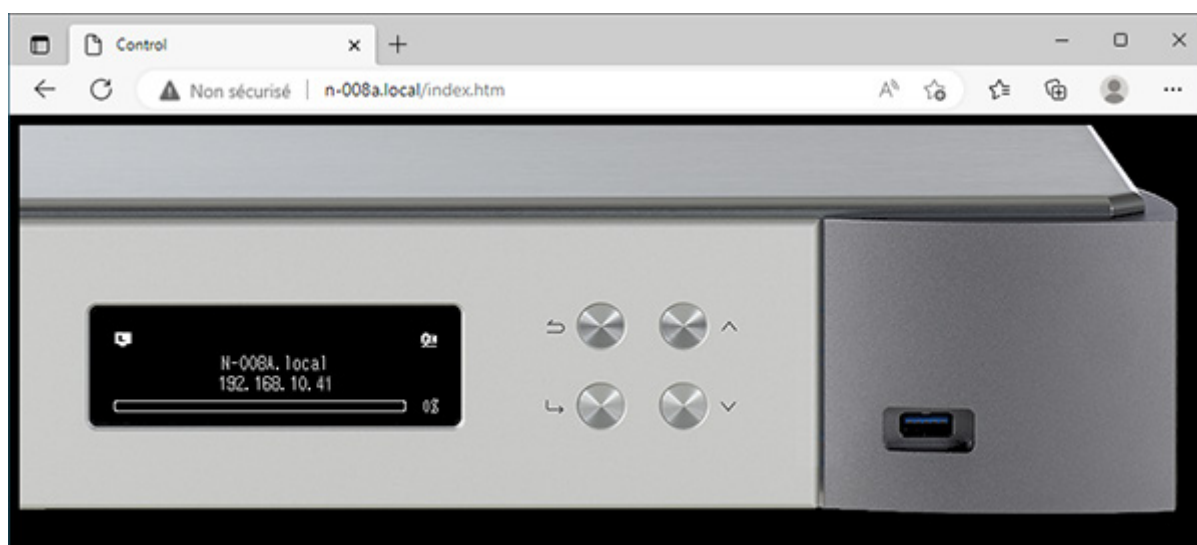 Control
Non sécurisé | n-008a.local/index.htm
N-008A.local
192.168.10.41
0%